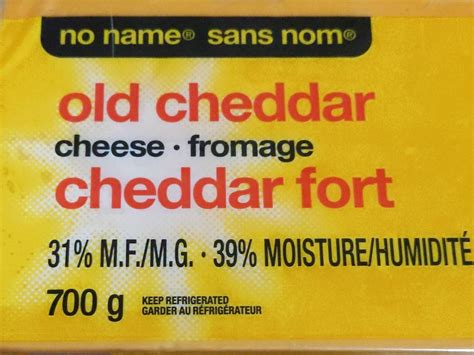 no name® sans nom®
old cheddar
cheese · fromage
cheddar fort
31% M.F./M.G. · 39% MOISTURE/HUMIDITÉ
700 g KEEP REFRIGERATED
GARDER AU RÉFRIGÉRATEUR